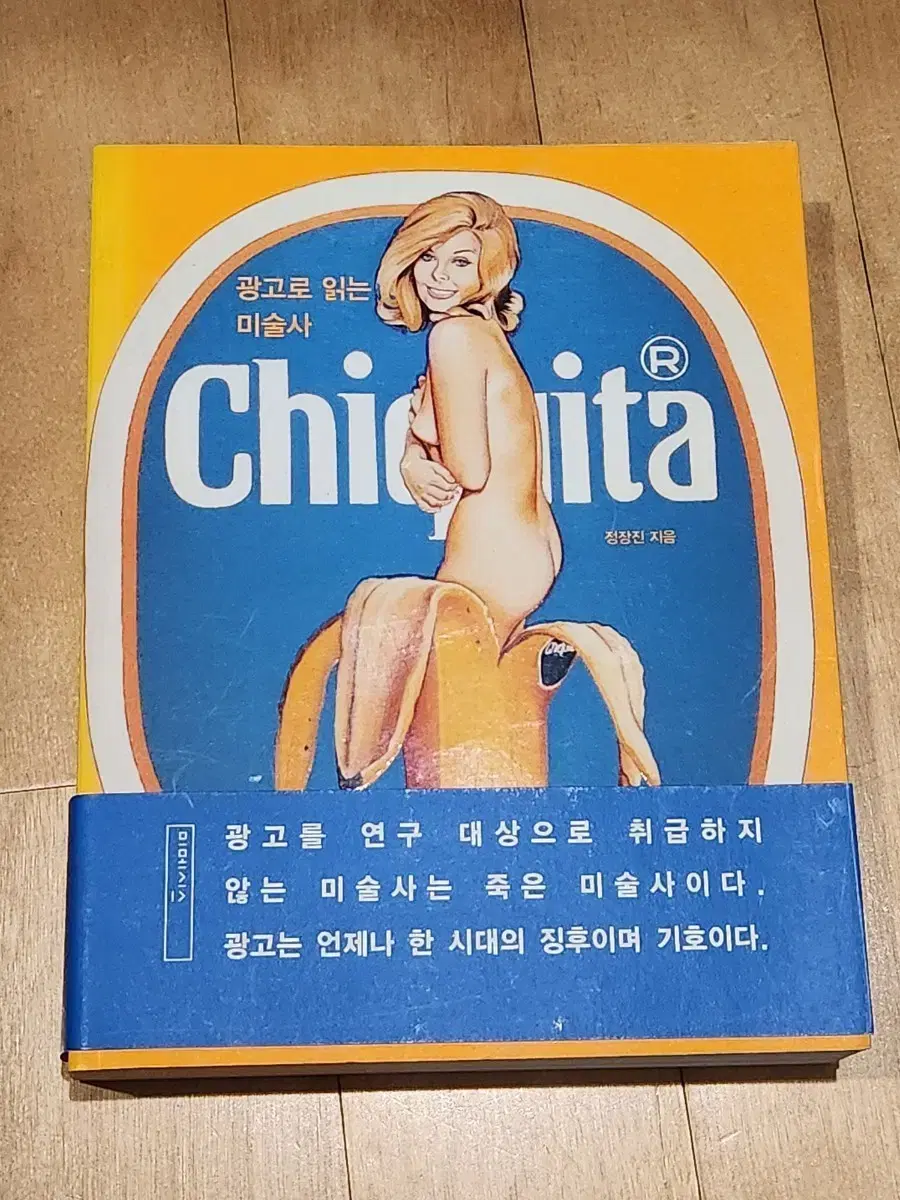 광고로 읽는
미술사
Chiquita®
정장진 지음
미메시스
광고를 연구 대상으로 취급하지
않는 미술사는 죽은 미술사이다.
광고는 언제나 한 시대의 징후이며 기호이다.